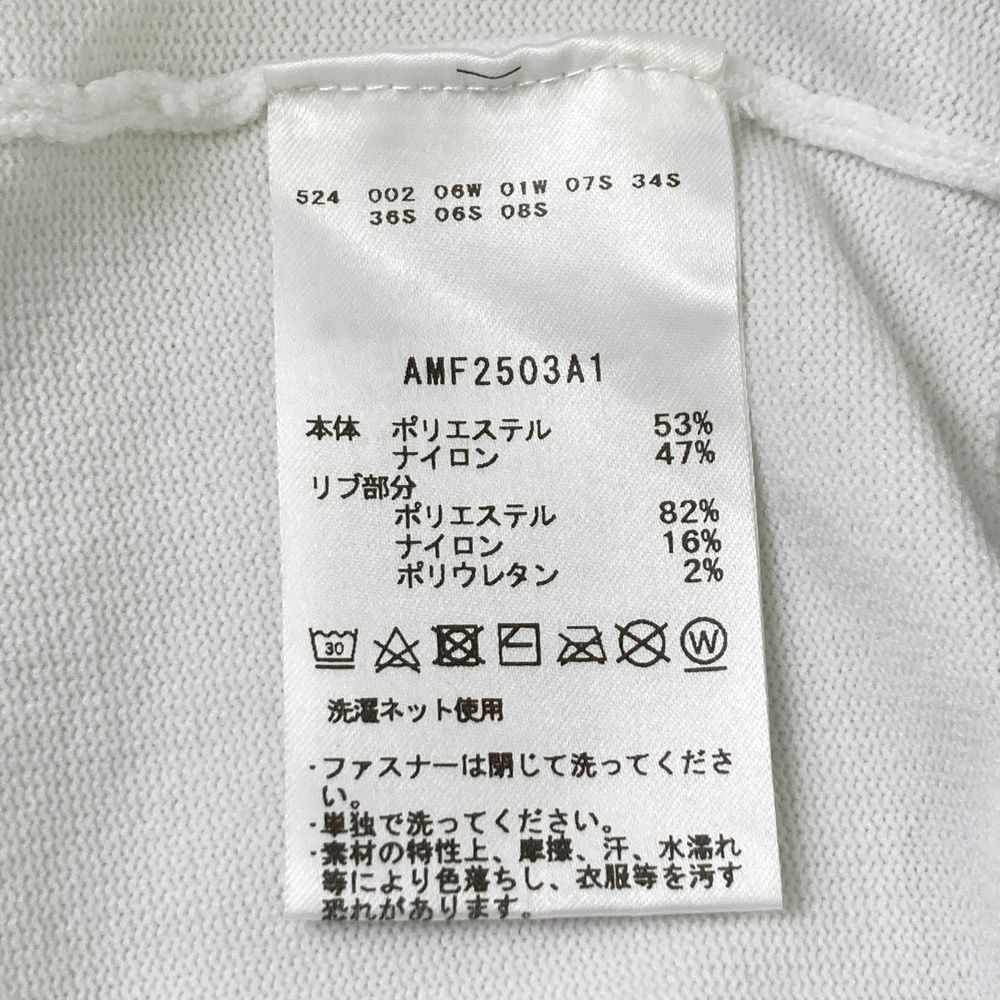 524 002 06W 01W 07S 34S
36S 06S 08S
AMF2503A1
本体 ポリエステル 53%
ナイロン 47%
リブ部分
ポリエステル 82%
ナイロン 16%
ポリウレタン 2%
30 W
洗濯ネット使用
・ファスナーは閉じて洗ってくださ
い。
・単独で洗ってください。
・素材の特性上、摩擦、汗、水濡れ
等により色落ちし、衣服等を汚す
恐れがあります。